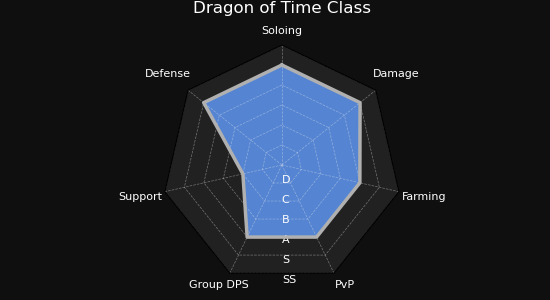 Dragon of Time Class
Soloing
Defense
Damage
Support
Farming
D
C
B
A
S
SS
Group DPS
PvP